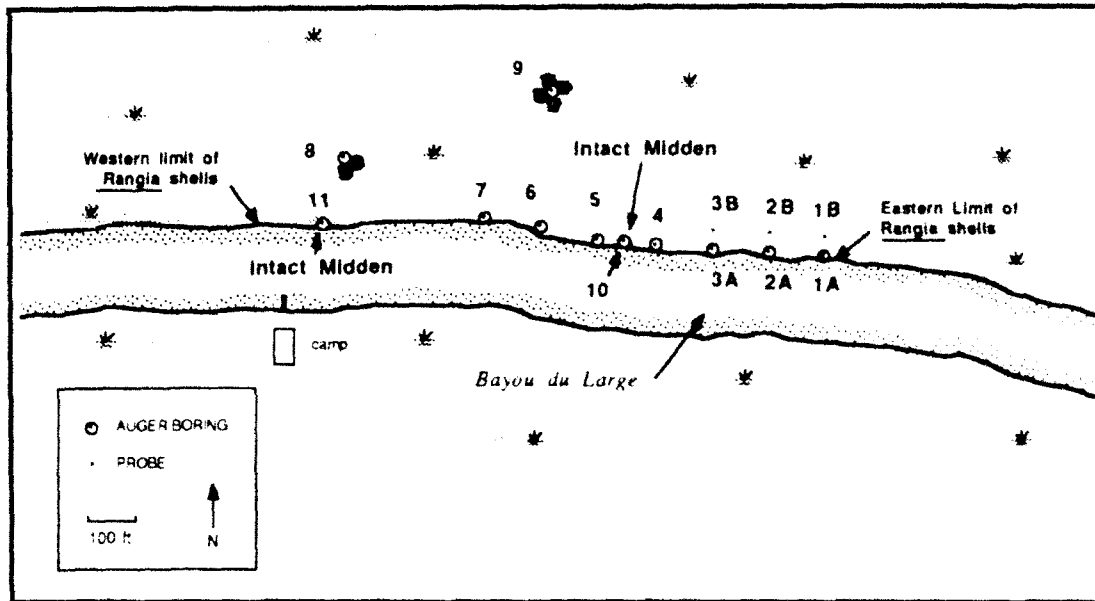 9
8
Intact Midden
Western limit of
Rangia shells
11
7
6
5
4
3B
2B
1B
Eastern Limit of
Rangia shells
Intact Midden
10
3A
2A
1A
camp
Bayou du Large
AUGER BORING
PROBE
100 ft
N